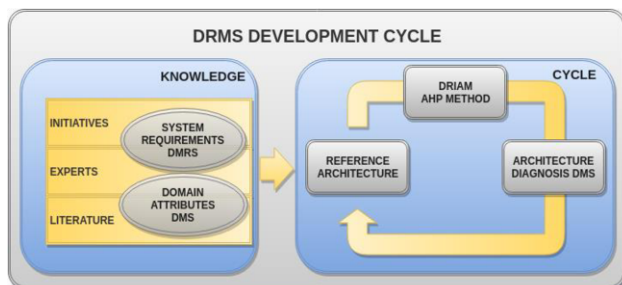 DRMS DEVELOPMENT CYCLE
KNOWLEDGE
INITIATIVES
EXPERTS
LITERATURE
SYSTEM
REQUIREMENTS
DMRS
DOMAIN
ATTRIBUTES
DMS
CYCLE
DRIAM
AHP METHOD
REFERENCE
ARCHITECTURE
ARCHITECTURE
DIAGNOSIS DMS